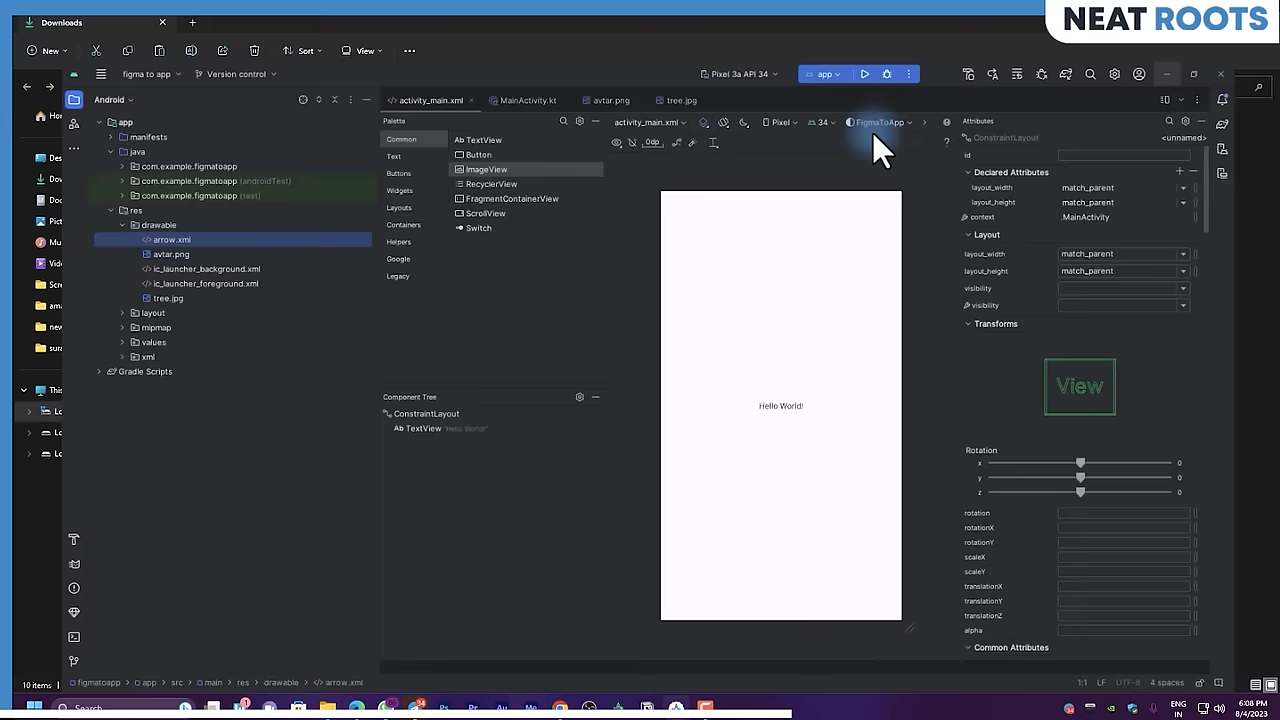 NEAT ROOTS
Downloads
New
Sort
View
figma to app
Version control
Pixel 3a API 34
app
Android
activity_main.xml
MainActivity.kt
avtar.png
tree.jpg
Palette
activity_main.xml
Pixel
34
FigmaToApp
Attributes
app
manifests
java
com.example.figmatoapp
com.example.figmatoapp (androidTest)
com.example.figmatoapp (test)
res
drawable
arrow.xml
avtar.png
ic_launcher_background.xml
ic_launcher_foreground.xml
tree.jpg
layout
mipmap
values
xml
Gradle Scripts
Common
Text
Buttons
Widgets
Layouts
Containers
Helpers
Google
Legacy
Ab TextView
Button
ImageView
RecyclerView
FragmentContainerView
ScrollView
Switch
0dp
?
Hello World!
Component Tree
ConstraintLayout
Ab TextView "Hello World!"
ConstraintLayout
<unnamed>
id
Declared Attributes
layout_width match_parent
layout_height match_parent
context .MainActivity
Layout
layout_width match_parent
layout_height match_parent
visibility
visibility
Transforms
View
Rotation
x 0
y 0
z 0
rotation
rotationX
rotationY
scaleX
scaleY
translationX
translationY
translationZ
alpha
Common Attributes
10 items
figmatoapp > app > src > main > res > drawable > arrow.xml
1:1 LF UTF-8 4 spaces
Search
ENG
IN
6:08 PM
8/4/2023